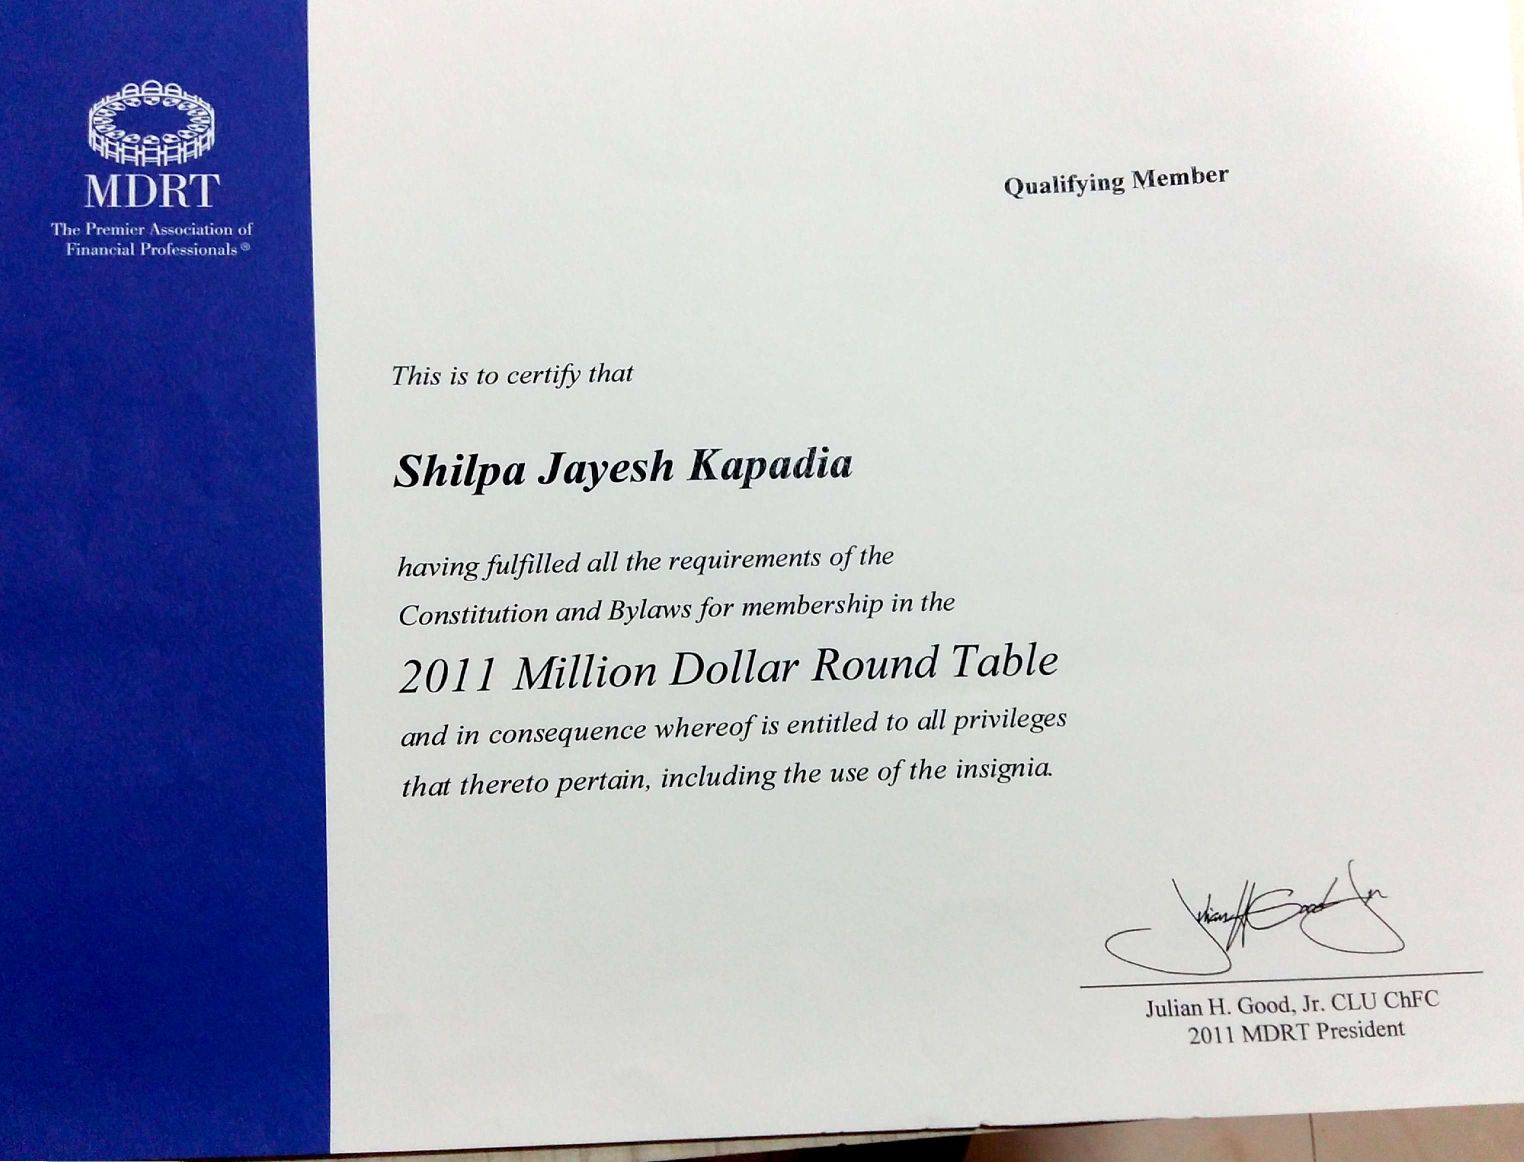 MDRT
The Premier Association of
Financial Professionals ®
Qualifying Member
This is to certify that
Shilpa Jayesh Kapadia
having fulfilled all the requirements of the
Constitution and Bylaws for membership in the
2011 Million Dollar Round Table
and in consequence whereof is entitled to all privileges
that thereto pertain, including the use of the insignia.
Julian H Good Jr
Julian H. Good, Jr. CLU ChFC
2011 MDRT President